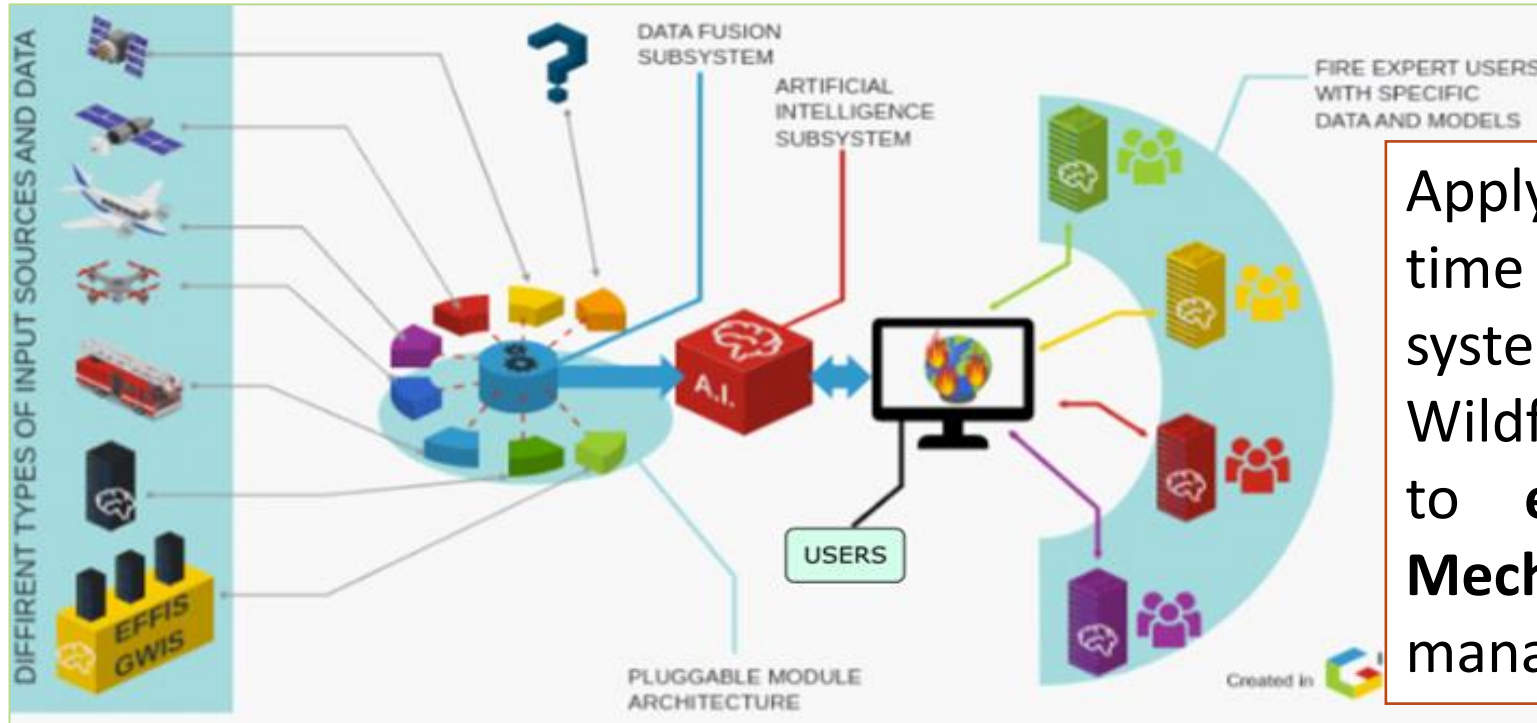 DIFFIRENT TYPES OF INPUT SOURCES AND DATA
EFFIS
GWIS
?
DATA FUSION
SUBSYSTEM
ARTIFICIAL
INTELLIGENCE
SUBSYSTEM
A.I.
USERS
PLUGGABLE MODULE
ARCHITECTURE
FIRE EXPERT USERS
WITH SPECIFIC
DATA AND MODELS
Created in
Apply
time
syste
Wildf
to e
Mech
mana